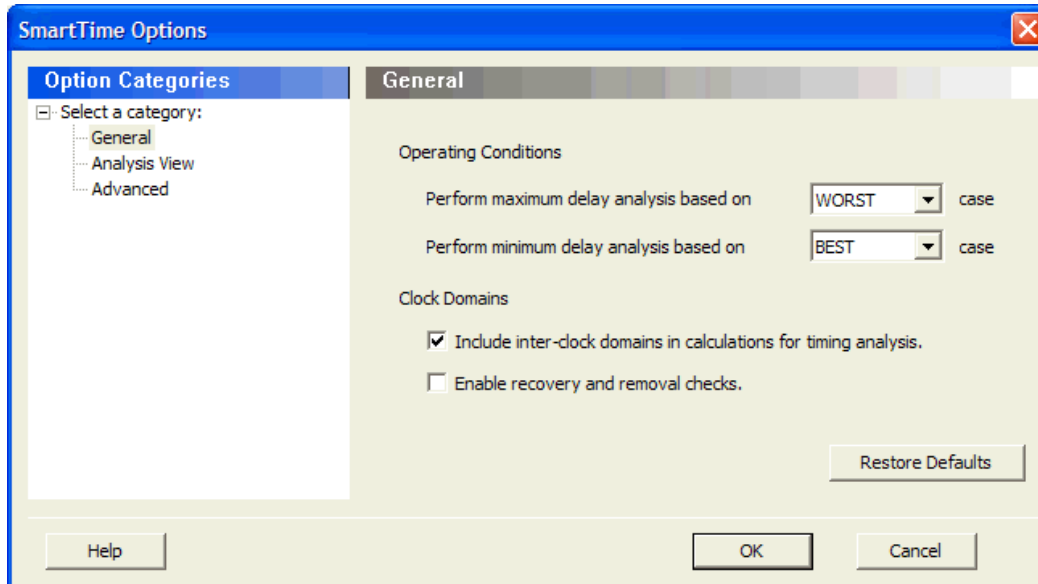 SmartTime Options
Option Categories
Select a category:
General
Analysis View
Advanced
General
Operating Conditions
Perform maximum delay analysis based on WORST case
Perform minimum delay analysis based on BEST case
Clock Domains
Include inter-clock domains in calculations for timing analysis.
Enable recovery and removal checks.
Restore Defaults
Help OK Cancel